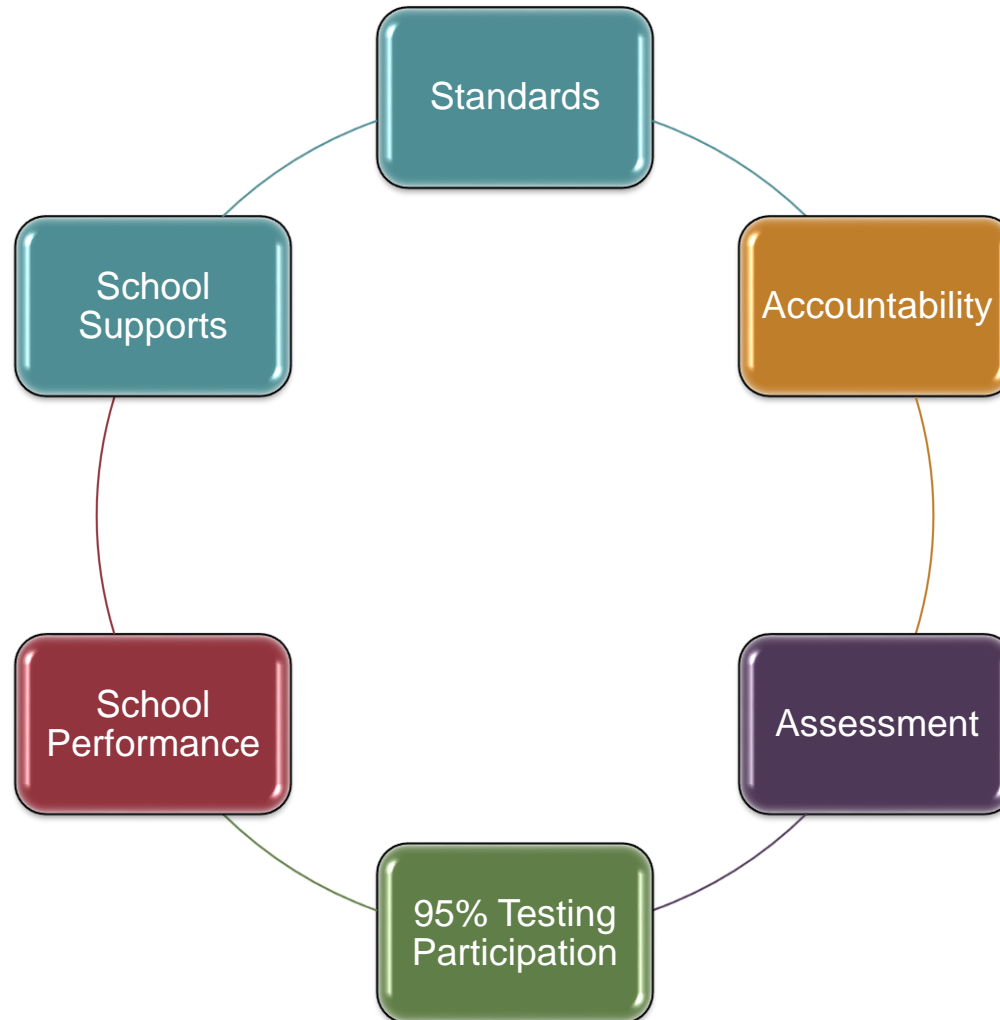 Standards
Accountability
Assessment
95% Testing
Participation
School
Performance
School
Supports